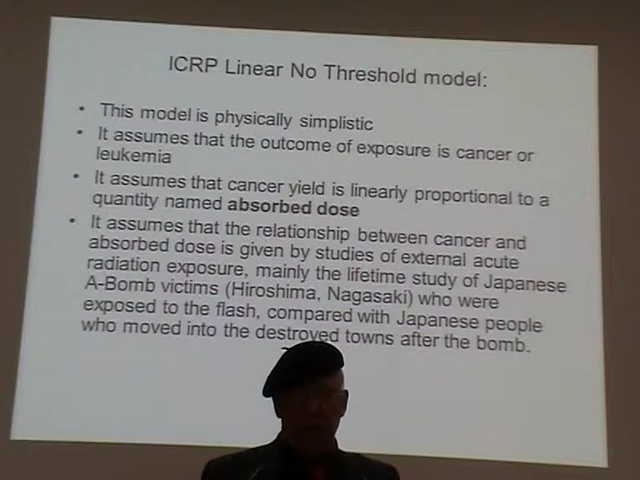 ICRP Linear No Threshold model:
• This model is physically simplistic
• It assumes that the outcome of exposure is cancer or
leukemia
• It assumes that cancer yield is linearly proportional to a
quantity named absorbed dose
• It assumes that the relationship between cancer and
absorbed dose is given by studies of external acute
radiation exposure, mainly the lifetime study of Japanese
A-Bomb victims (Hiroshima, Nagasaki) who were
exposed to the flash, compared with Japanese people
who moved into the destroyed towns after the bomb.